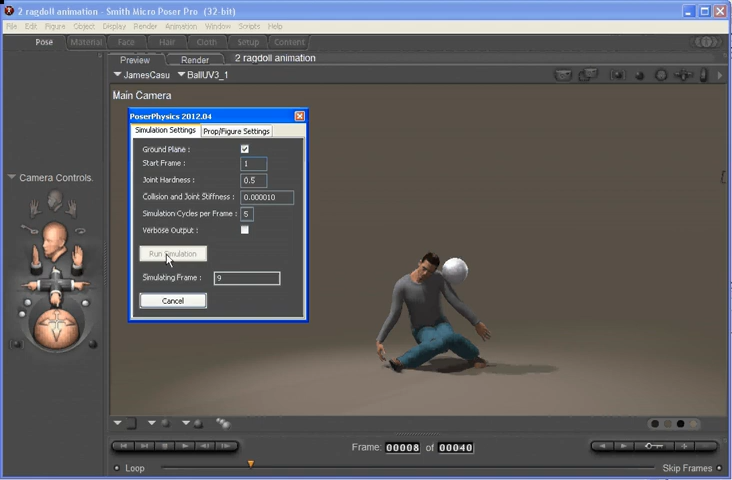 2 ragdoll animation - Smith Micro Poser Pro (32-bit)
File Edit Figure Object Display Render Animation Window Scripts Help
Pose Material Face Hair Cloth Setup Content
Preview Render 2 ragdoll animation
JamesCasu BallUV3_1
Main Camera
PoserPhysics 2012.04
Simulation Settings Prop/Figure Settings
Ground Plane :
Start Frame : 1
Joint Hardness : 0.5
Collision and Joint Stiffness : 0.000010
Simulation Cycles per Frame : 5
Verbose Output :
Run Simulation
Simulating Frame : 9
Cancel
Camera Controls.
Frame: 00008 of 00040
Loop
Skip Frames